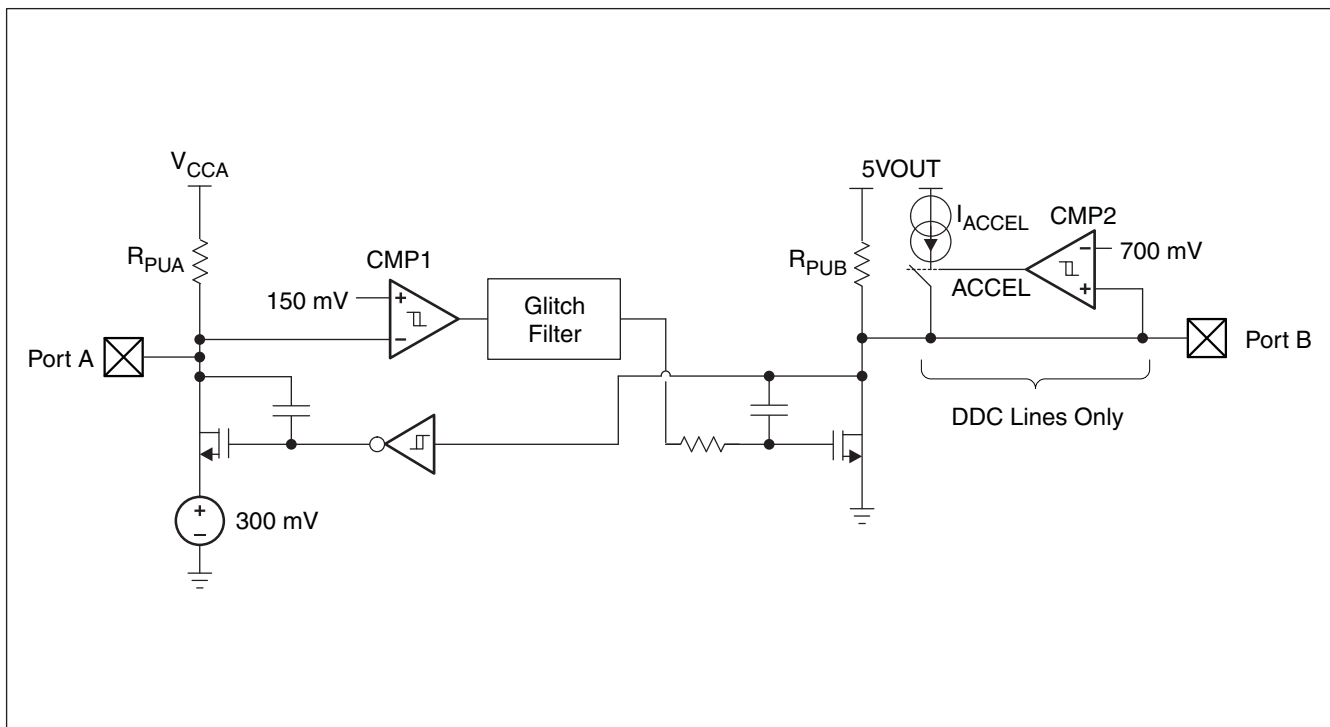 V_CCA
R_PUA
Port A
150 mV
CMP1
+
−
Glitch
Filter
+
−
300 mV
5VOUT
R_PUB
I_ACCEL
ACCEL
CMP2
−
+
700 mV
Port B
DDC Lines Only